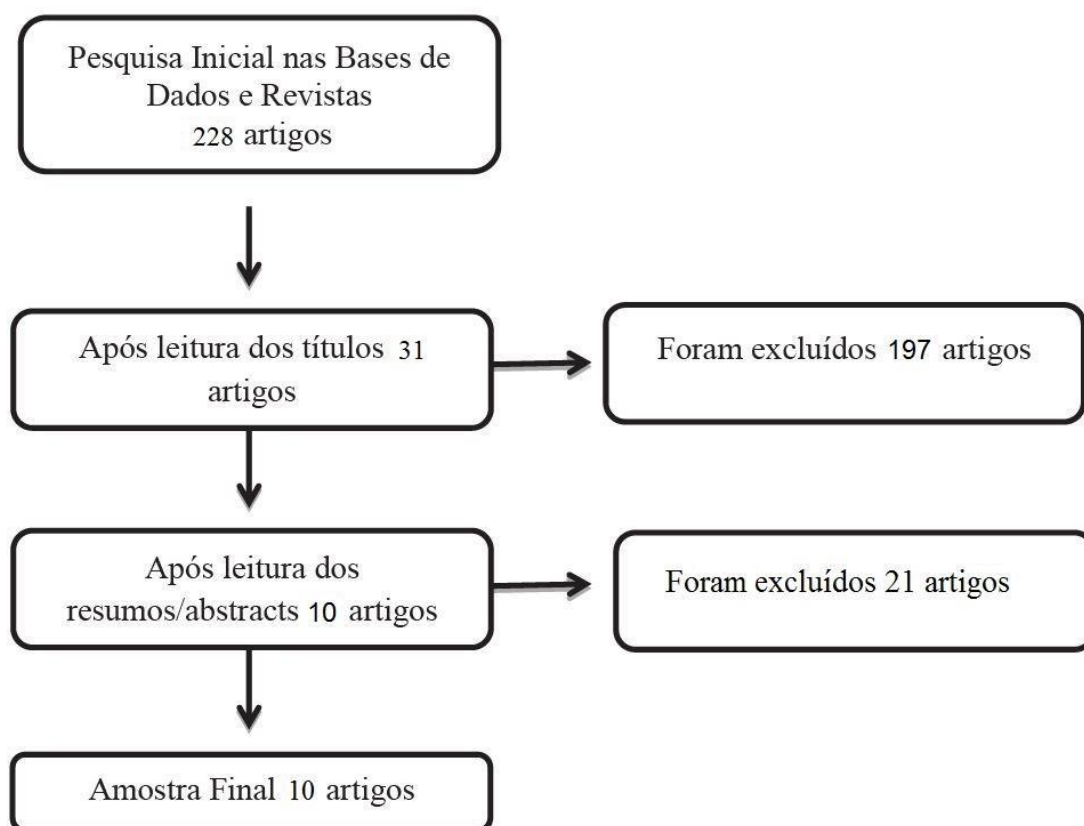 Pesquisa Inicial nas Bases de
Dados e Revistas
228 artigos
Após leitura dos títulos 31
artigos
Foram excluídos 197 artigos
Após leitura dos
resumos/abstracts 10 artigos
Foram excluídos 21 artigos
Amostra Final 10 artigos